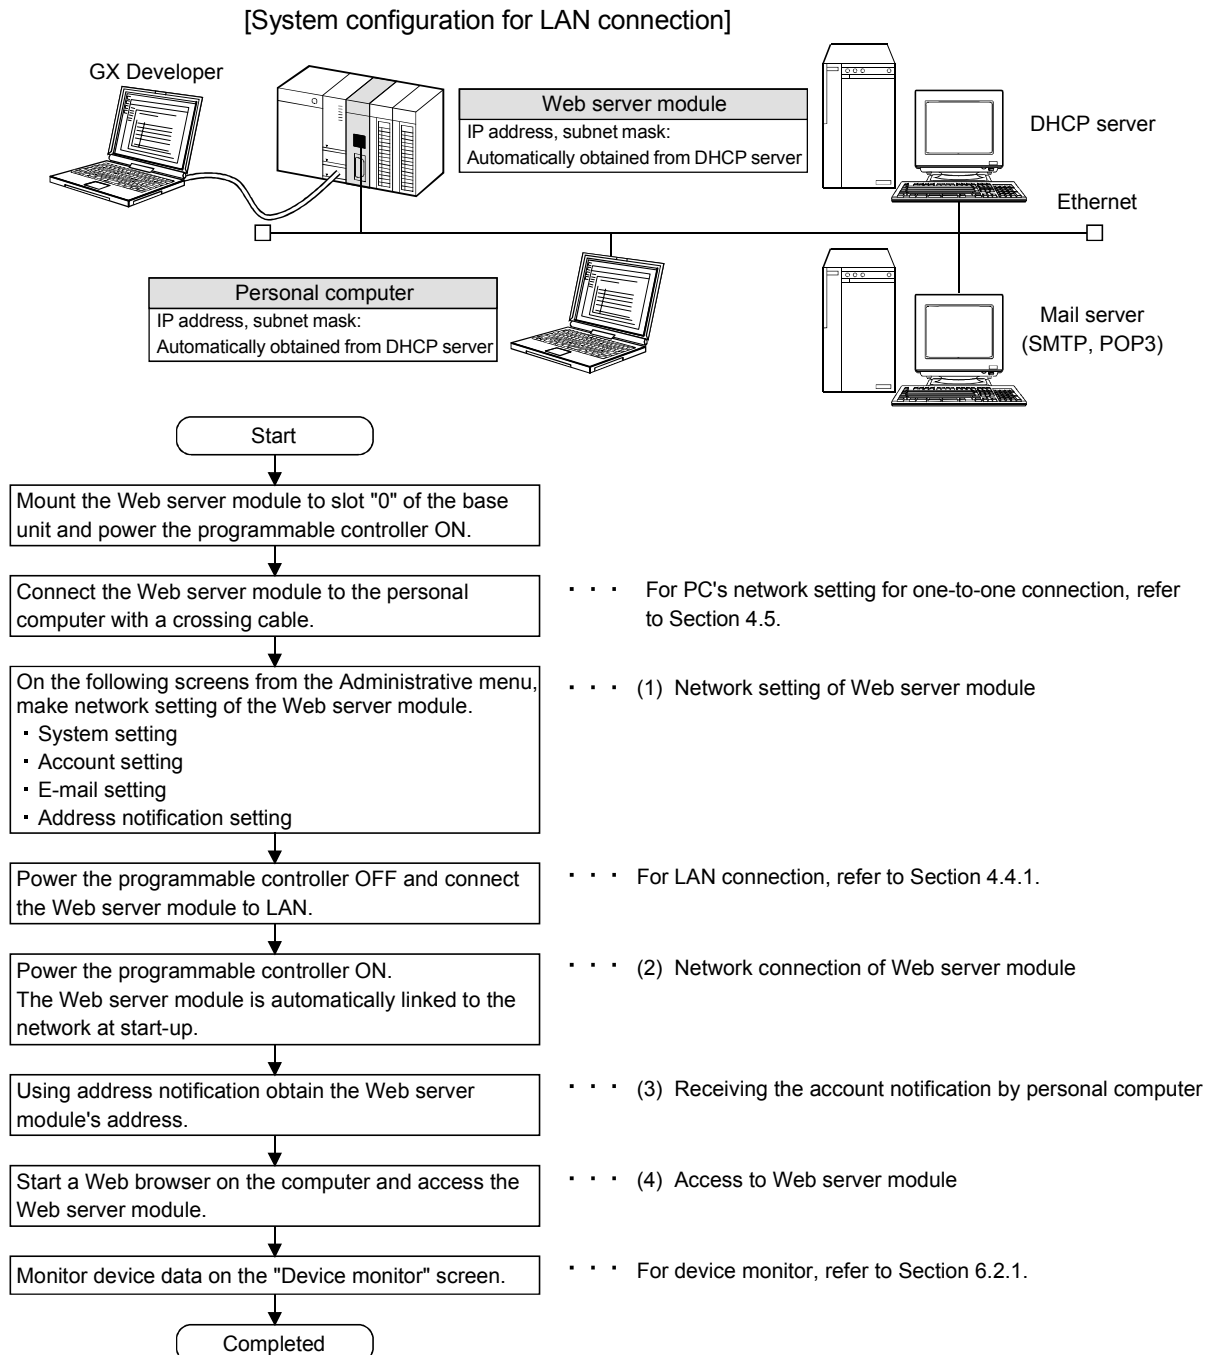 [System configuration for LAN connection]
GX Developer
Web server module
IP address, subnet mask:
Automatically obtained from DHCP server
DHCP server
Ethernet
Personal computer
IP address, subnet mask:
Automatically obtained from DHCP server
Mail server
(SMTP, POP3)
Start
Mount the Web server module to slot "0" of the base
unit and power the programmable controller ON.
Connect the Web server module to the personal
computer with a crossing cable.
· · · For PC's network setting for one-to-one connection, refer
to Section 4.5.
On the following screens from the Administrative menu,
make network setting of the Web server module.
· System setting
· Account setting
· E-mail setting
· Address notification setting
· · · (1) Network setting of Web server module
Power the programmable controller OFF and connect
the Web server module to LAN.
· · · For LAN connection, refer to Section 4.4.1.
Power the programmable controller ON.
The Web server module is automatically linked to the
network at start-up.
· · · (2) Network connection of Web server module
Using address notification obtain the Web server
module's address.
· · · (3) Receiving the account notification by personal computer
Start a Web browser on the computer and access the
Web server module.
· · · (4) Access to Web server module
Monitor device data on the "Device monitor" screen.
· · · For device monitor, refer to Section 6.2.1.
Completed